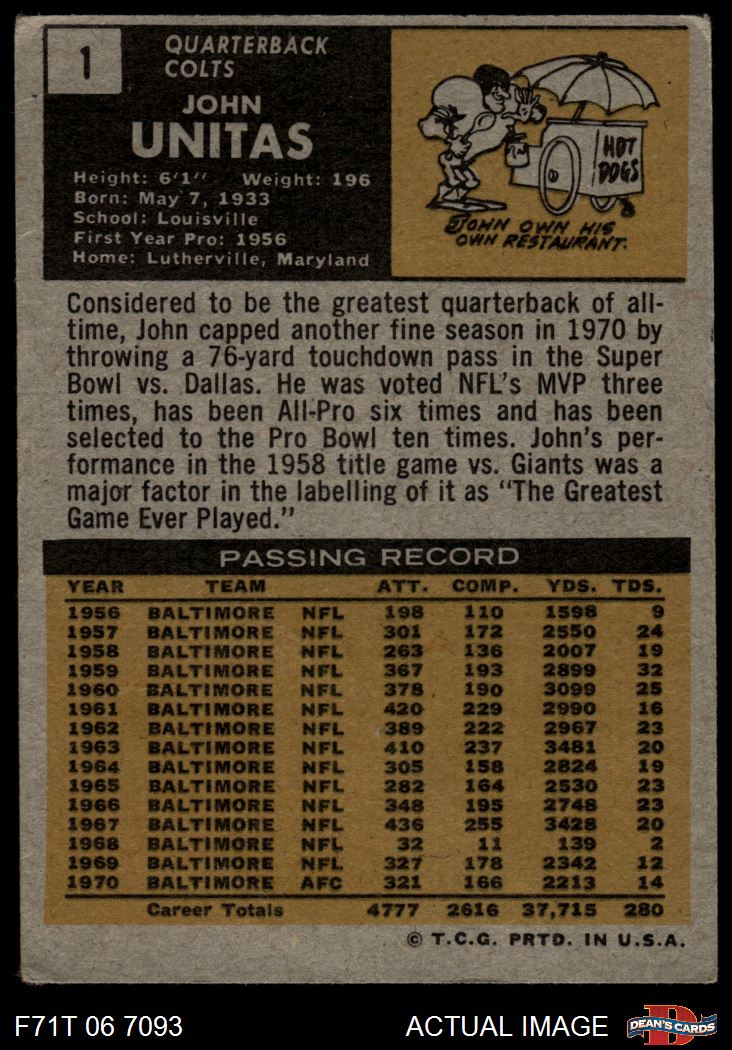 1
QUARTERBACK
COLTS
JOHN
UNITAS
Height: 6'1" Weight: 196
Born: May 7, 1933
School: Louisville
First Year Pro: 1956
Home: Lutherville, Maryland
HOT
DOGS
JOHN OWN HIS
OWN RESTAURANT.
Considered to be the greatest quarterback of all-
time, John capped another fine season in 1970 by
throwing a 76-yard touchdown pass in the Super
Bowl vs. Dallas. He was voted NFL's MVP three
times, has been All-Pro six times and has been
selected to the Pro Bowl ten times. John's per-
formance in the 1958 title game vs. Giants was a
major factor in the labelling of it as "The Greatest
Game Ever Played."
PASSING RECORD
YEAR TEAM ATT. COMP. YDS. TDS.
1956 BALTIMORE NFL 198 110 1598 9
1957 BALTIMORE NFL 301 172 2550 24
1958 BALTIMORE NFL 263 136 2007 19
1959 BALTIMORE NFL 367 193 2899 32
1960 BALTIMORE NFL 378 190 3099 25
1961 BALTIMORE NFL 420 229 2990 16
1962 BALTIMORE NFL 389 222 2967 23
1963 BALTIMORE NFL 410 237 3481 20
1964 BALTIMORE NFL 305 158 2824 19
1965 BALTIMORE NFL 282 164 2530 23
1966 BALTIMORE NFL 348 195 2748 23
1967 BALTIMORE NFL 436 255 3428 20
1968 BALTIMORE NFL 32 11 139 2
1969 BALTIMORE NFL 327 178 2342 12
1970 BALTIMORE AFC 321 166 2213 14
Career Totals 4777 2616 37,715 280
© T.C.G. PRTD. IN U.S.A.
F71T 06 7093 ACTUAL IMAGE DEAN'S CARDS